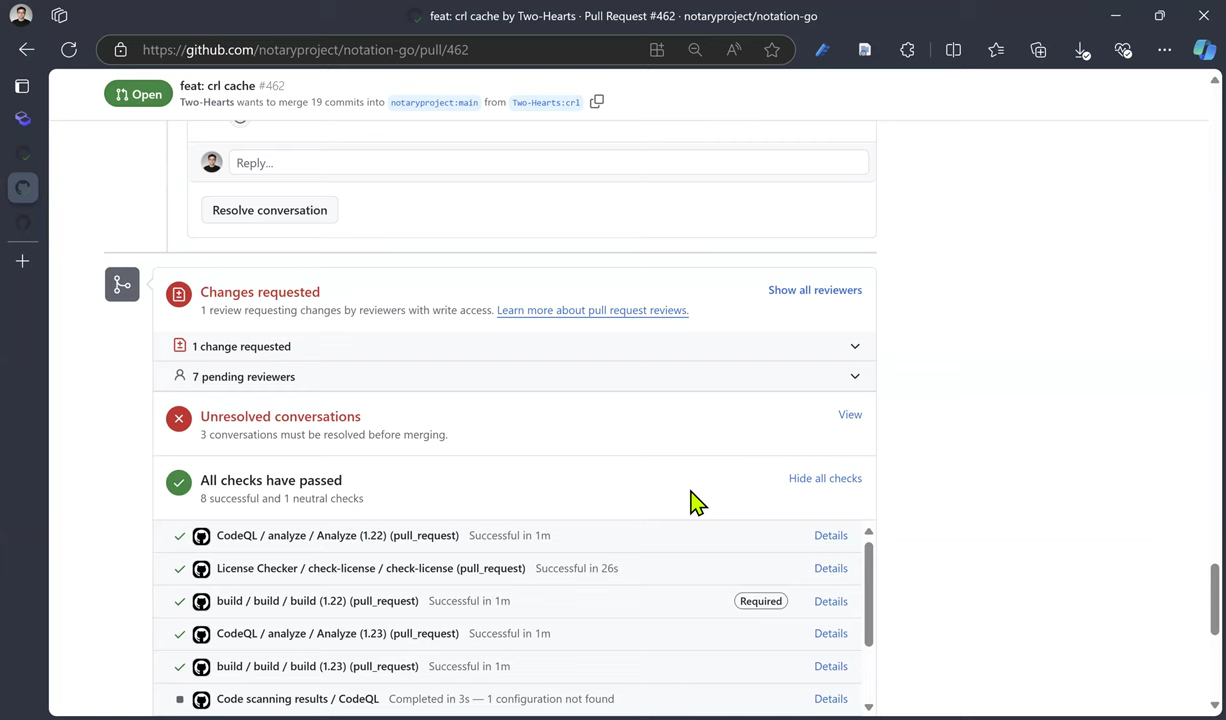 feat: crl cache by Two-Hearts · Pull Request #462 · notaryproject/notation-go
https://github.com/notaryproject/notation-go/pull/462
Open
feat: crl cache #462
Two-Hearts wants to merge 19 commits into notaryproject:main from Two-Hearts:crl
Reply...
Resolve conversation
Changes requested
Show all reviewers
1 review requesting changes by reviewers with write access. Learn more about pull request reviews.
1 change requested
7 pending reviewers
Unresolved conversations
View
3 conversations must be resolved before merging.
All checks have passed
Hide all checks
8 successful and 1 neutral checks
CodeQL / analyze / Analyze (1.22) (pull_request) Successful in 1m Details
License Checker / check-license / check-license (pull_request) Successful in 26s Details
build / build / build (1.22) (pull_request) Successful in 1m Required Details
CodeQL / analyze / Analyze (1.23) (pull_request) Successful in 1m Details
build / build / build (1.23) (pull_request) Successful in 1m Details
Code scanning results / CodeQL Completed in 3s — 1 configuration not found Details